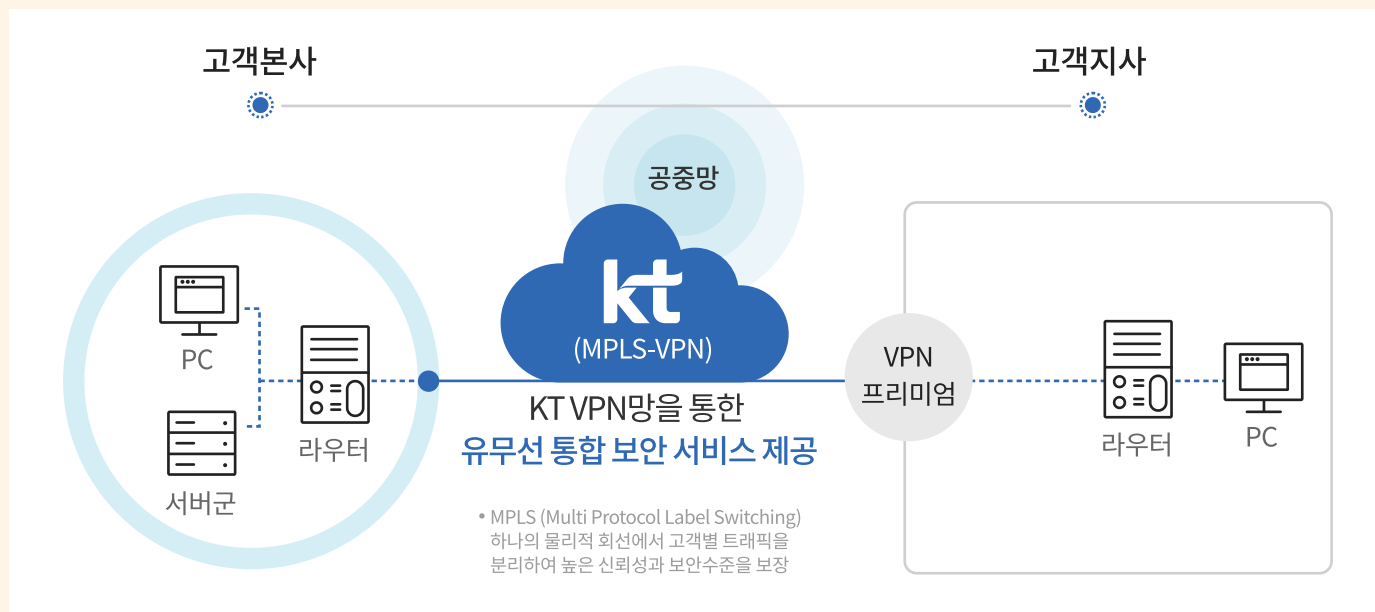 고객본사
고객지사
공중망
kt
(MPLS-VPN)
PC
서버군
라우터
KT VPN망을 통한
유무선 통합 보안 서비스 제공
• MPLS (Multi Protocol Label Switching)
하나의 물리적 회선에서 고객별 트래픽을
분리하여 높은 신뢰성과 보안수준을 보장
VPN
프리미엄
라우터
PC